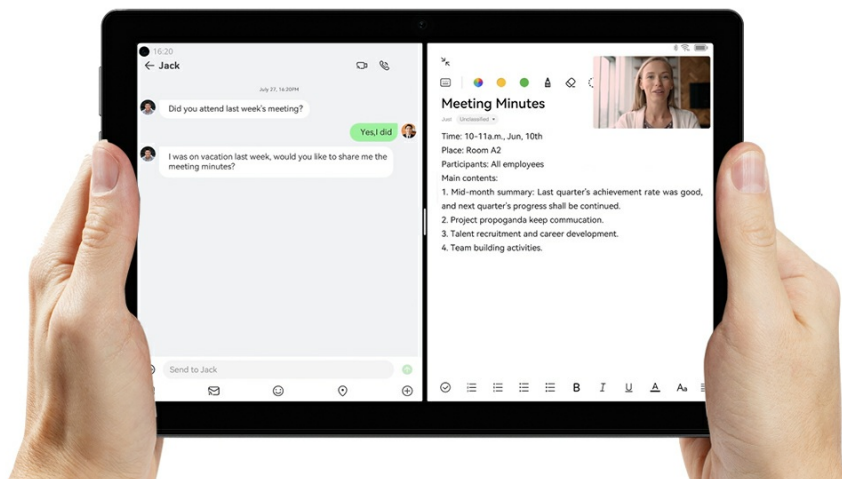 16:20
Jack
July 27, 16:20PM
Did you attend last week's meeting?
Yes,I did
I was on vacation last week, would you like to share me the
meeting minutes?
Send to Jack
Meeting Minutes
Just Unclassified
Time: 10-11a.m., Jun, 10th
Place: Room A2
Participants: All employees
Main contents:
1. Mid-month summary: Last quarter's achievement rate was good,
and next quarter's progress shall be continued.
2. Project propoganda keep commucation.
3. Talent recruitment and career development.
4. Team building activities.
B I U A Aa